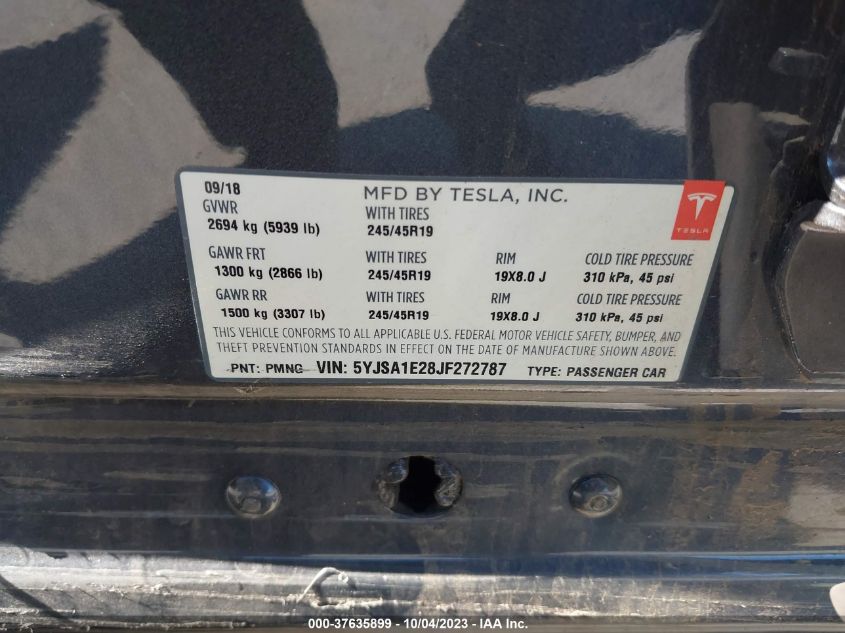 09/18 MFD BY TESLA, INC.
GVWR WITH TIRES
2694 kg (5939 lb) 245/45R19
TESLA
GAWR FRT WITH TIRES RIM COLD TIRE PRESSURE
1300 kg (2866 lb) 245/45R19 19X8.0 J 310 kPa, 45 psi
GAWR RR WITH TIRES RIM COLD TIRE PRESSURE
1500 kg (3307 lb) 245/45R19 19X8.0 J 310 kPa, 45 psi
THIS VEHICLE CONFORMS TO ALL APPLICABLE U.S. FEDERAL MOTOR VEHICLE SAFETY, BUMPER, AND
THEFT PREVENTION STANDARDS IN EFFECT ON THE DATE OF MANUFACTURE SHOWN ABOVE.
PNT: PMNG VIN: 5YJSA1E28JF272787 TYPE: PASSENGER CAR
000-37635899 - 10/04/2023 - IAA Inc.